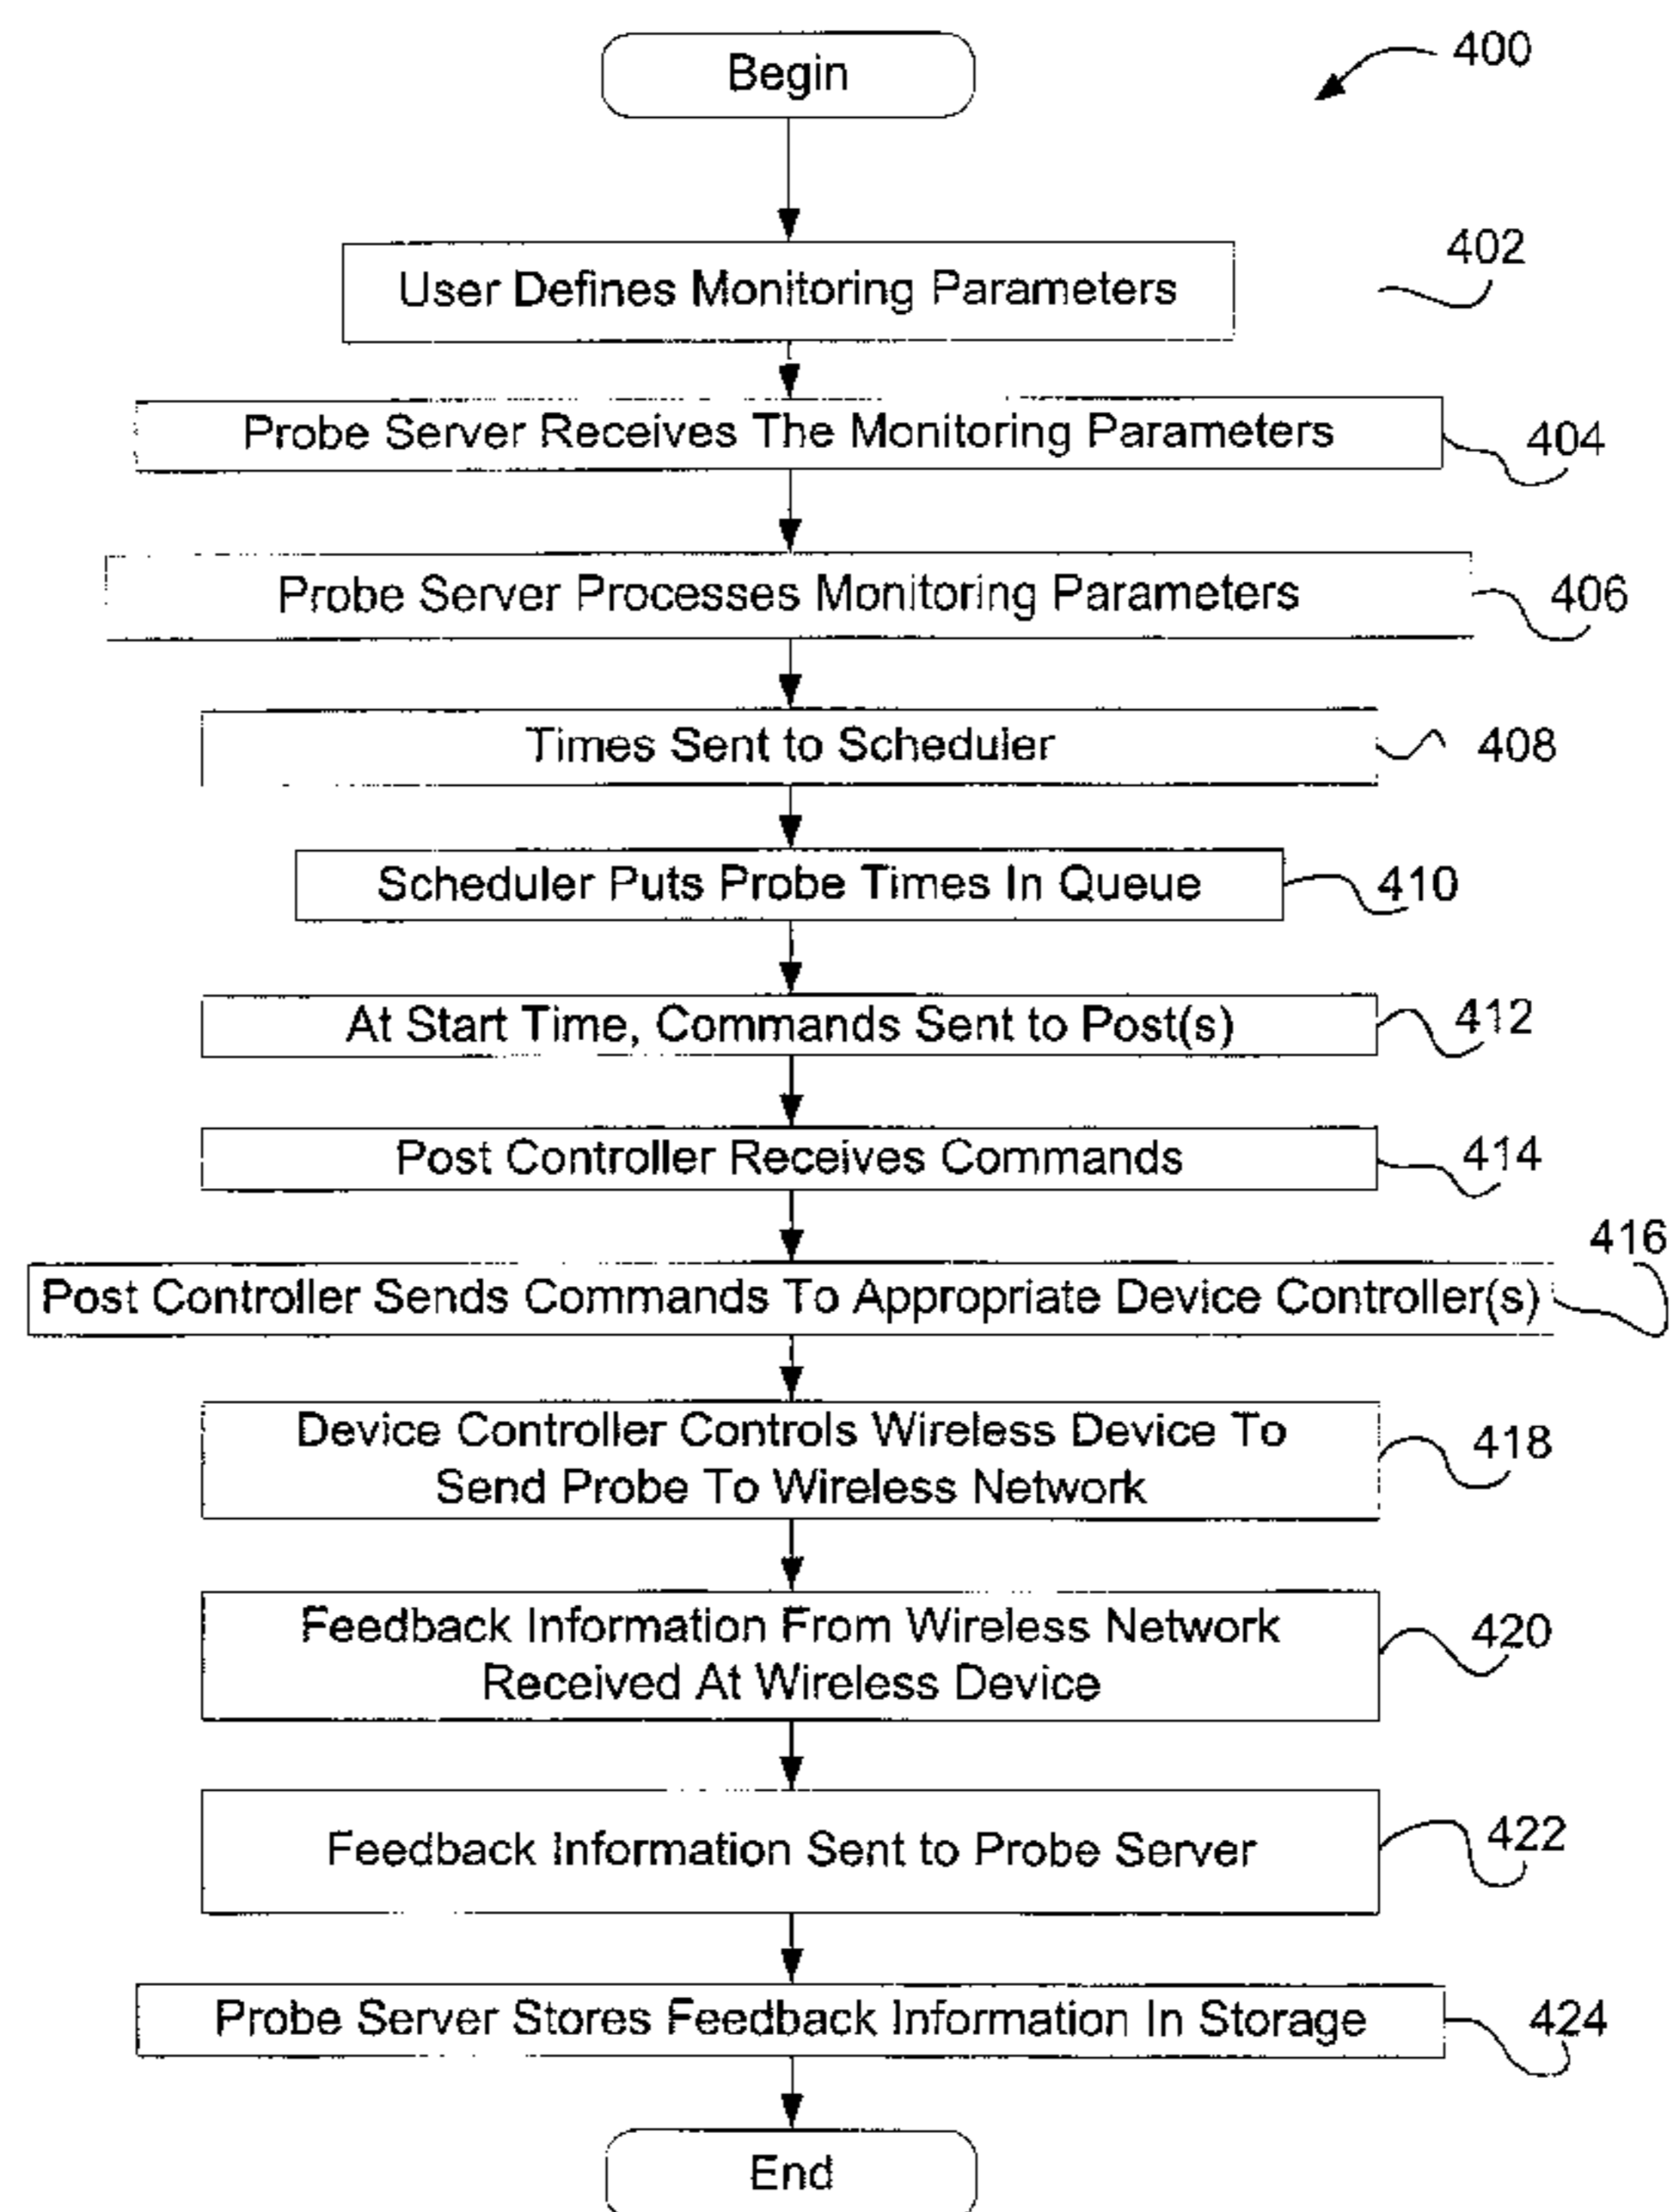 Begin
400
User Defines Monitoring Parameters
402
Probe Server Receives The Monitoring Parameters
404
Probe Server Processes Monitoring Parameters
406
Times Sent to Scheduler
408
Scheduler Puts Probe Times In Queue
410
At Start Time, Commands Sent to Post(s)
412
Post Controller Receives Commands
414
416
Post Controller Sends Commands To Appropriate Device Controller(s)
Device Controller Controls Wireless Device To
Send Probe To Wireless Network
418
Feedback Information From Wireless Network
Received At Wireless Device
420
Feedback Information Sent to Probe Server
422
Probe Server Stores Feedback Information In Storage
424
End